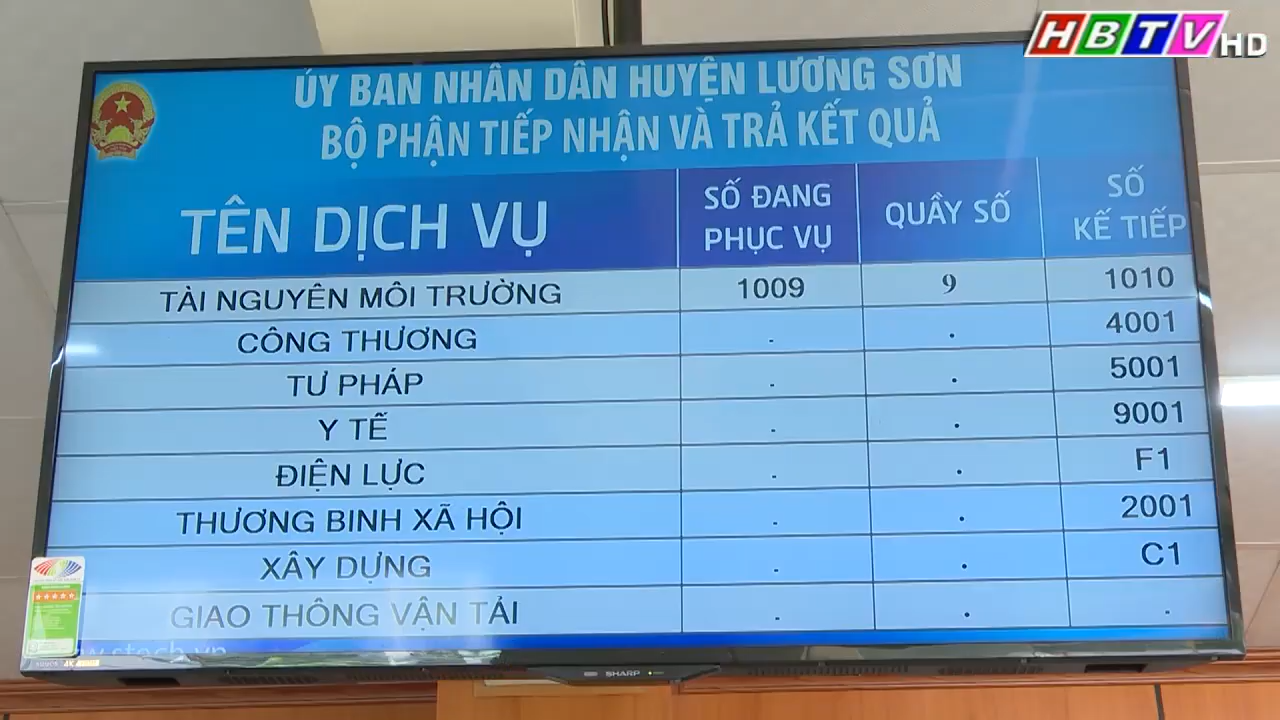 HBTV HD
ỦY BAN NHÂN DÂN HUYỆN LƯƠNG SƠN
BỘ PHẬN TIẾP NHẬN VÀ TRẢ KẾT QUẢ
TÊN DỊCH VỤ
SỐ ĐANG
PHỤC VỤ
QUẦY SỐ
SỐ
KẾ TIẾP
TÀI NGUYÊN MÔI TRƯỜNG 1009 9 1010
CÔNG THƯƠNG . . 4001
TƯ PHÁP . . 5001
Y TẾ . . 9001
ĐIỆN LỰC . . F1
THƯƠNG BINH XÃ HỘI . . 2001
XÂY DỰNG . . C1
GIAO THÔNG VẬN TẢI . . .
SHARP